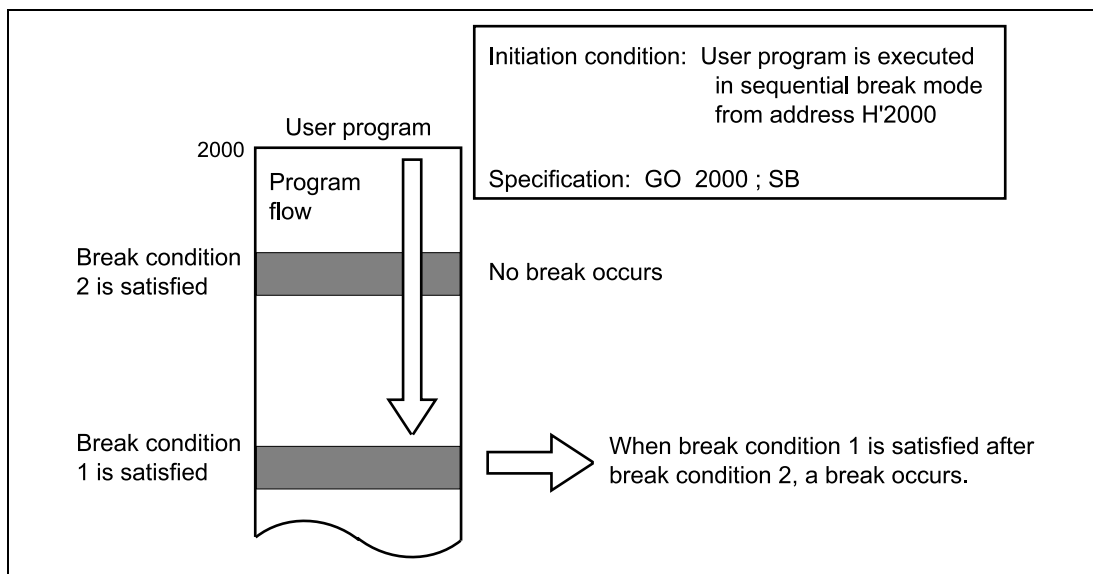 Initiation condition: User program is executed
in sequential break mode
from address H'2000
Specification: GO 2000 ; SB
User program
2000
Program
flow
Break condition
2 is satisfied
No break occurs
Break condition
1 is satisfied
When break condition 1 is satisfied after
break condition 2, a break occurs.